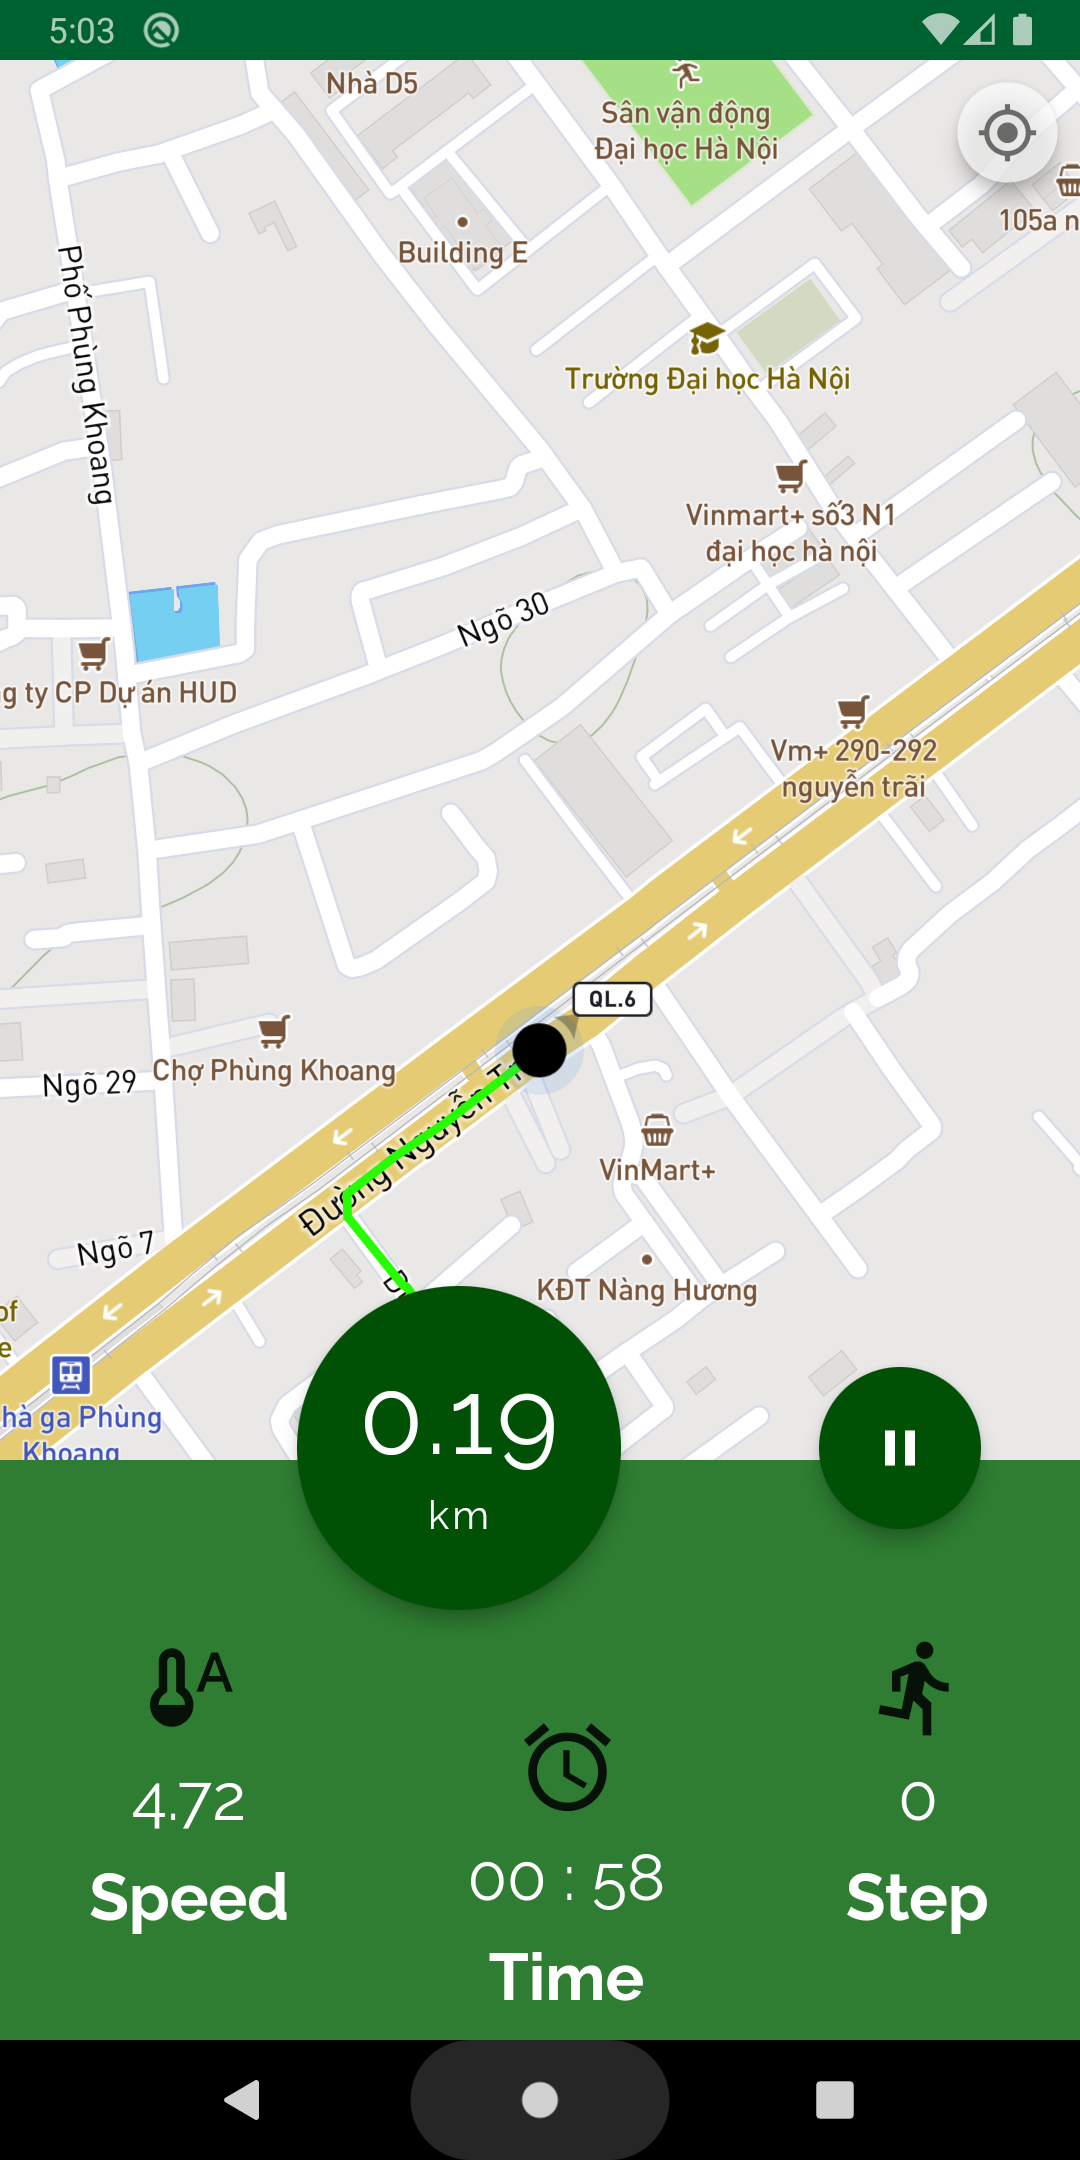 5:03
Nhà D5
Sân vận động
Đại học Hà Nội
105a n
Building E
Phố Phùng Khoang
Trường Đại học Hà Nội
Vinmart+ số3 N1
đại học hà nội
Ngõ 30
g ty CP Dự án HUD
Vm+ 290-292
nguyễn trãi
QL.6
Chợ Phùng Khoang
Ngõ 29
Đường Nguyễn Tr
VinMart+
Ngõ 7
KĐT Nàng Hương
of
e
hà ga Phùng
Khoang
0.19
km
A
4.72
Speed
00 : 58
Time
0
Step